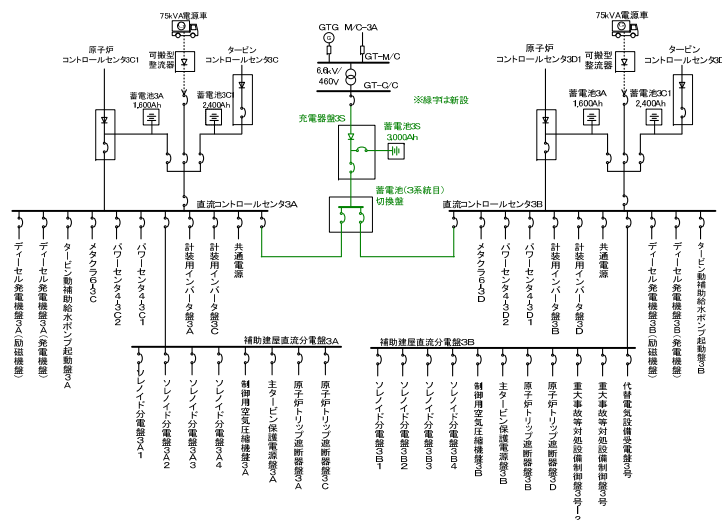 75kVA電源車
GTG
M/C-3A
75kVA電源車
原子炉
コントロールセンタ3C1
可搬型
整流器
タービン
コントロールセンタ3C
G
GT-M/C
6.6kV/
460V
GT-C/C
原子炉
コントロールセンタ3D1
可搬型
整流器
タービン
コントロールセンタ3D
蓄電池3A
1,600Ah
蓄電池3C1
2,400Ah
※緑字は新設
充電器盤3S
蓄電池3S
3,000Ah
蓄電池3A
1,600Ah
蓄電池3C1
2,400Ah
蓄電池(3系統目)
切換盤
直流コントロールセンタ3A
直流コントロールセンタ3B
ディーゼル発電機盤3A(励磁機盤)
ディーゼル発電機盤3A(発電機盤)
タービン動補助給水ポンプ起動盤3A
メタクラ6-3C
パワーセンタ4-3C2
パワーセンタ4-3C1
計装用インバータ盤3A
計装用インバータ盤3C
共通電源
メタクラ6-3D
パワーセンタ4-3D2
パワーセンタ4-3D1
計装用インバータ盤3B
計装用インバータ盤3D
共通電源
ディーゼル発電機盤3B(励磁機盤)
ディーゼル発電機盤3B(発電機盤)
タービン動補助給水ポンプ起動盤3B
補助建屋直流分電盤3A
補助建屋直流分電盤3B
ソレノイド分電盤3A1
ソレノイド分電盤3A2
ソレノイド分電盤3A3
ソレノイド分電盤3A4
制御用空気圧縮機盤3A
主タービン保護電源盤3A
原子炉トリップ遮断器盤3A
原子炉トリップ遮断器盤3C
ソレノイド分電盤3B1
ソレノイド分電盤3B2
ソレノイド分電盤3B3
ソレノイド分電盤3B4
制御用空気圧縮機盤3B
主タービン保護電源盤3B
原子炉トリップ遮断器盤3B
原子炉トリップ遮断器盤3D
重大事故等対処設備制御盤3号-2
重大事故等対処設備制御盤3号
代替電気設備受電盤3号